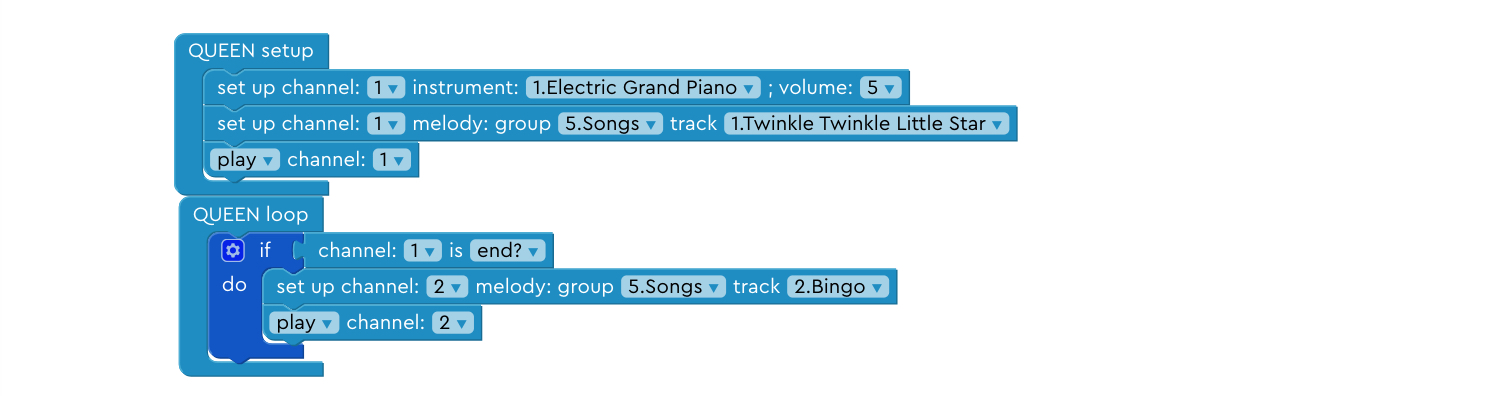 QUEEN setup
set up channel: 1 instrument: 1.Electric Grand Piano ; volume: 5
set up channel: 1 melody: group 5.Songs track 1.Twinkle Twinkle Little Star
play channel: 1
QUEEN loop
if channel: 1 is end?
do set up channel: 2 melody: group 5.Songs track 2.Bingo
play channel: 2